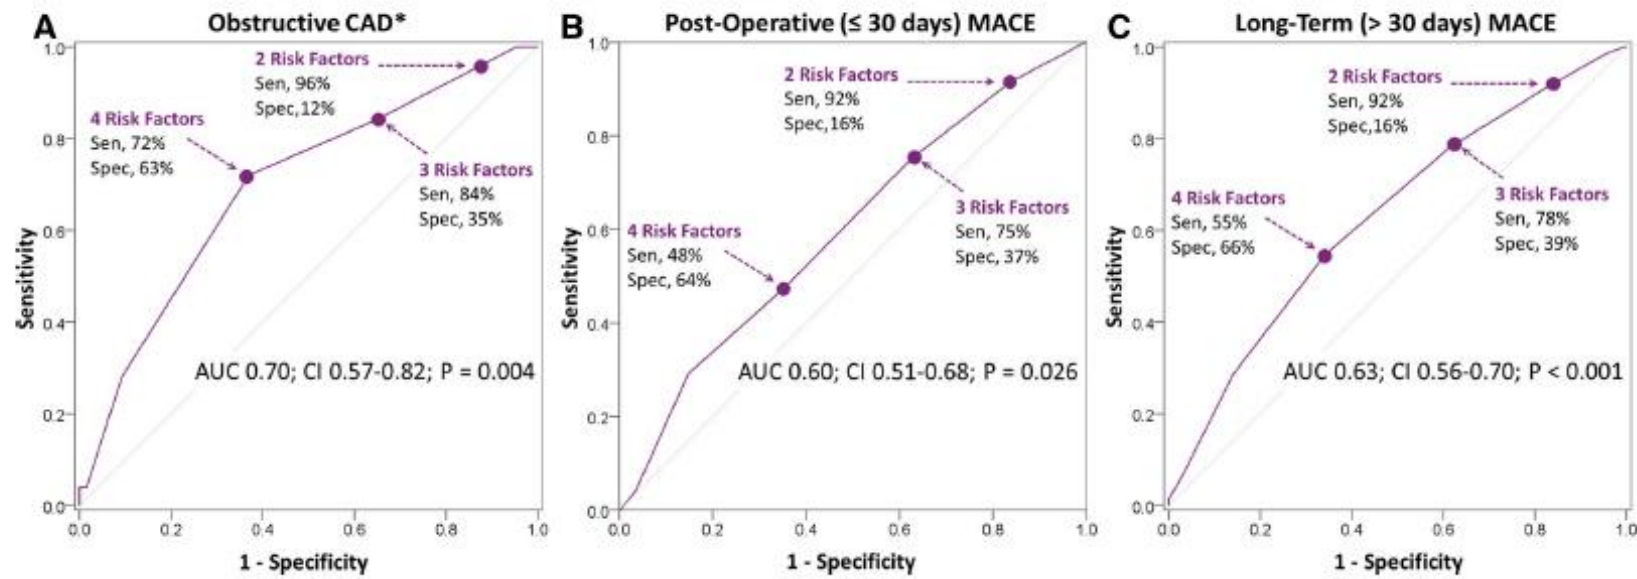 A
Obstructive CAD*
1.0
0.8
0.6
0.4
0.2
0.0
Sensitivity
2 Risk Factors
Sen, 96%
Spec,12%
4 Risk Factors
Sen, 72%
Spec, 63%
3 Risk Factors
Sen, 84%
Spec, 35%
AUC 0.70; CI 0.57-0.82; P = 0.004
0.0 0.2 0.4 0.6 0.8 1.0
1 - Specificity
B
Post-Operative (≤ 30 days) MACE
1.0
0.8
0.6
0.4
0.2
0.0
Sensitivity
2 Risk Factors
Sen, 92%
Spec,16%
3 Risk Factors
Sen, 75%
Spec, 37%
4 Risk Factors
Sen, 48%
Spec, 64%
AUC 0.60; CI 0.51-0.68; P = 0.026
0.0 0.2 0.4 0.6 0.8 1.0
1 - Specificity
C
Long-Term (> 30 days) MACE
1.0
0.8
0.6
0.4
0.2
0.0
Sensitivity
2 Risk Factors
Sen, 92%
Spec,16%
4 Risk Factors
Sen, 55%
Spec, 66%
3 Risk Factors
Sen, 78%
Spec, 39%
AUC 0.63; CI 0.56-0.70; P < 0.001
0.0 0.2 0.4 0.6 0.8 1.0
1 - Specificity